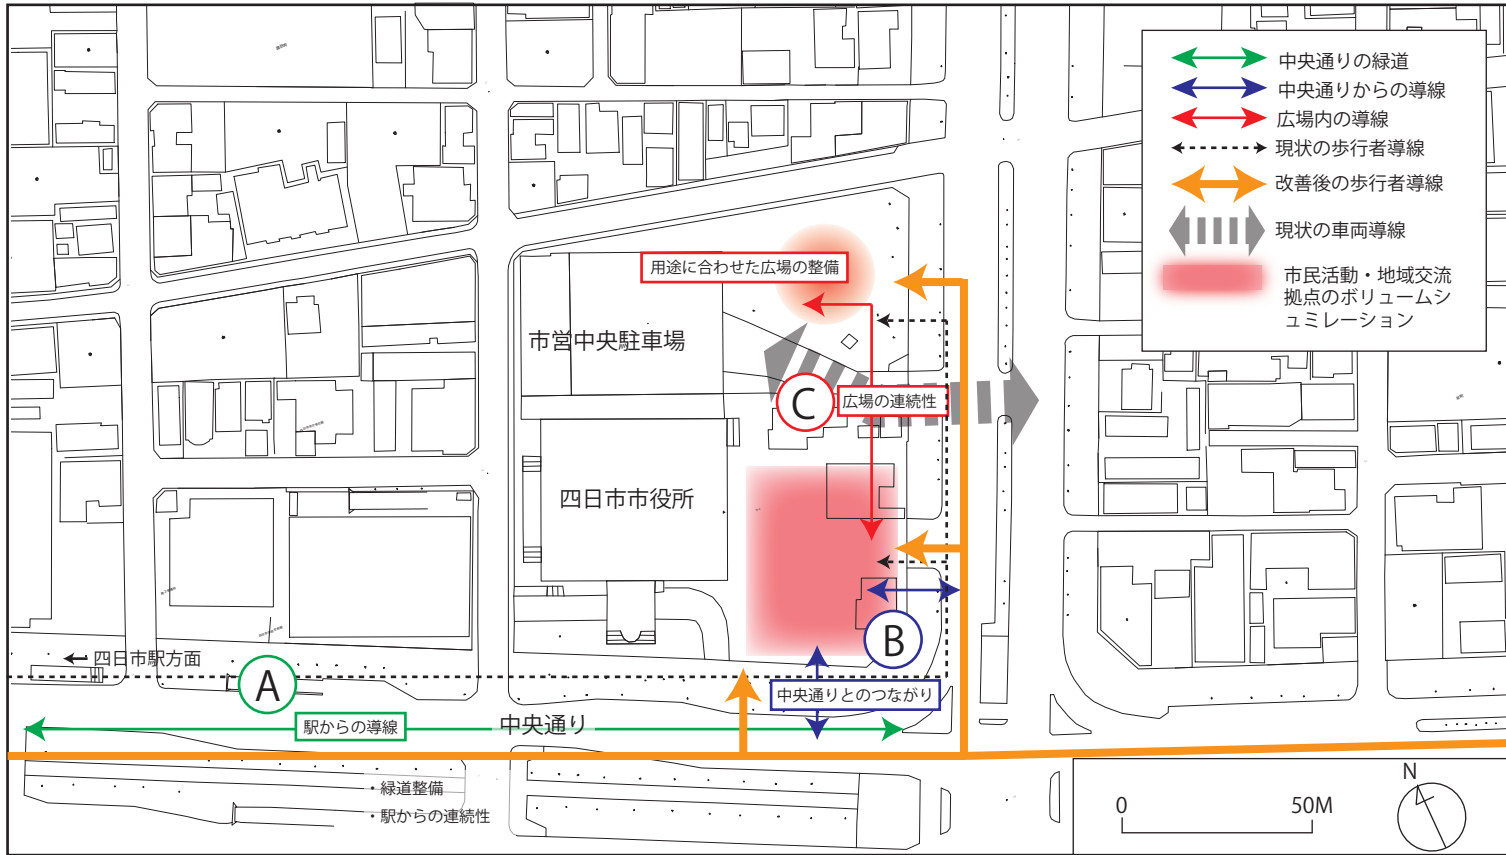 中央通りの緑道
中央通りからの導線
広場内の導線
現状の歩行者導線
改善後の歩行者導線
現状の車両導線
市民活動・地域交流
拠点のボリュームシ
ュミレーション
用途に合わせた広場の整備
市営中央駐車場
C
広場の連続性
四日市市役所
B
四日市駅方面
A
中央通りとのつながり
駅からの導線
中央通り
・緑道整備
・駅からの連続性
0
50M
N